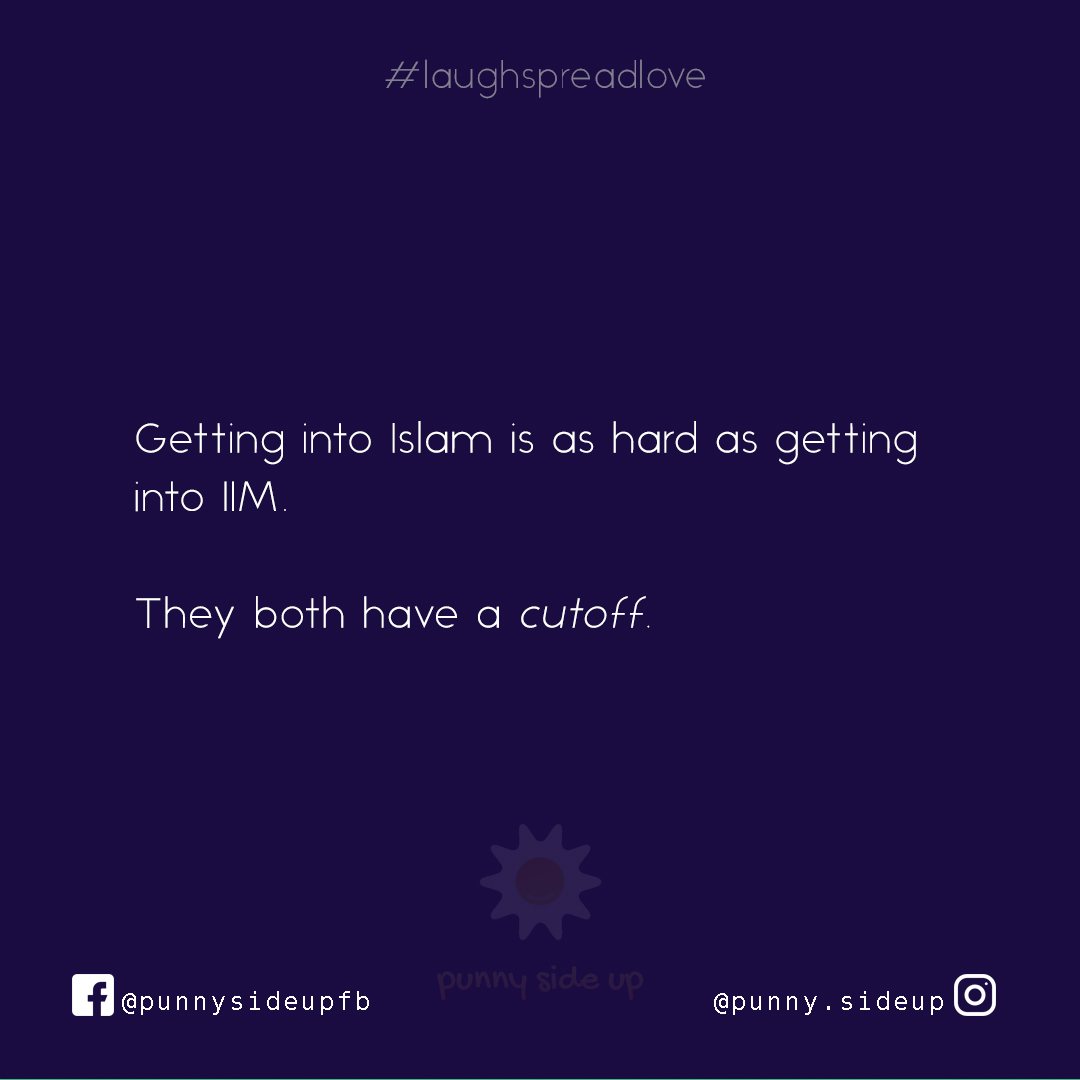 #laughspreadlove
Getting into Islam is as hard as getting
into IIM.
They both have a cutoff.
punny side up
@punnysideupfb
@punny.sideup